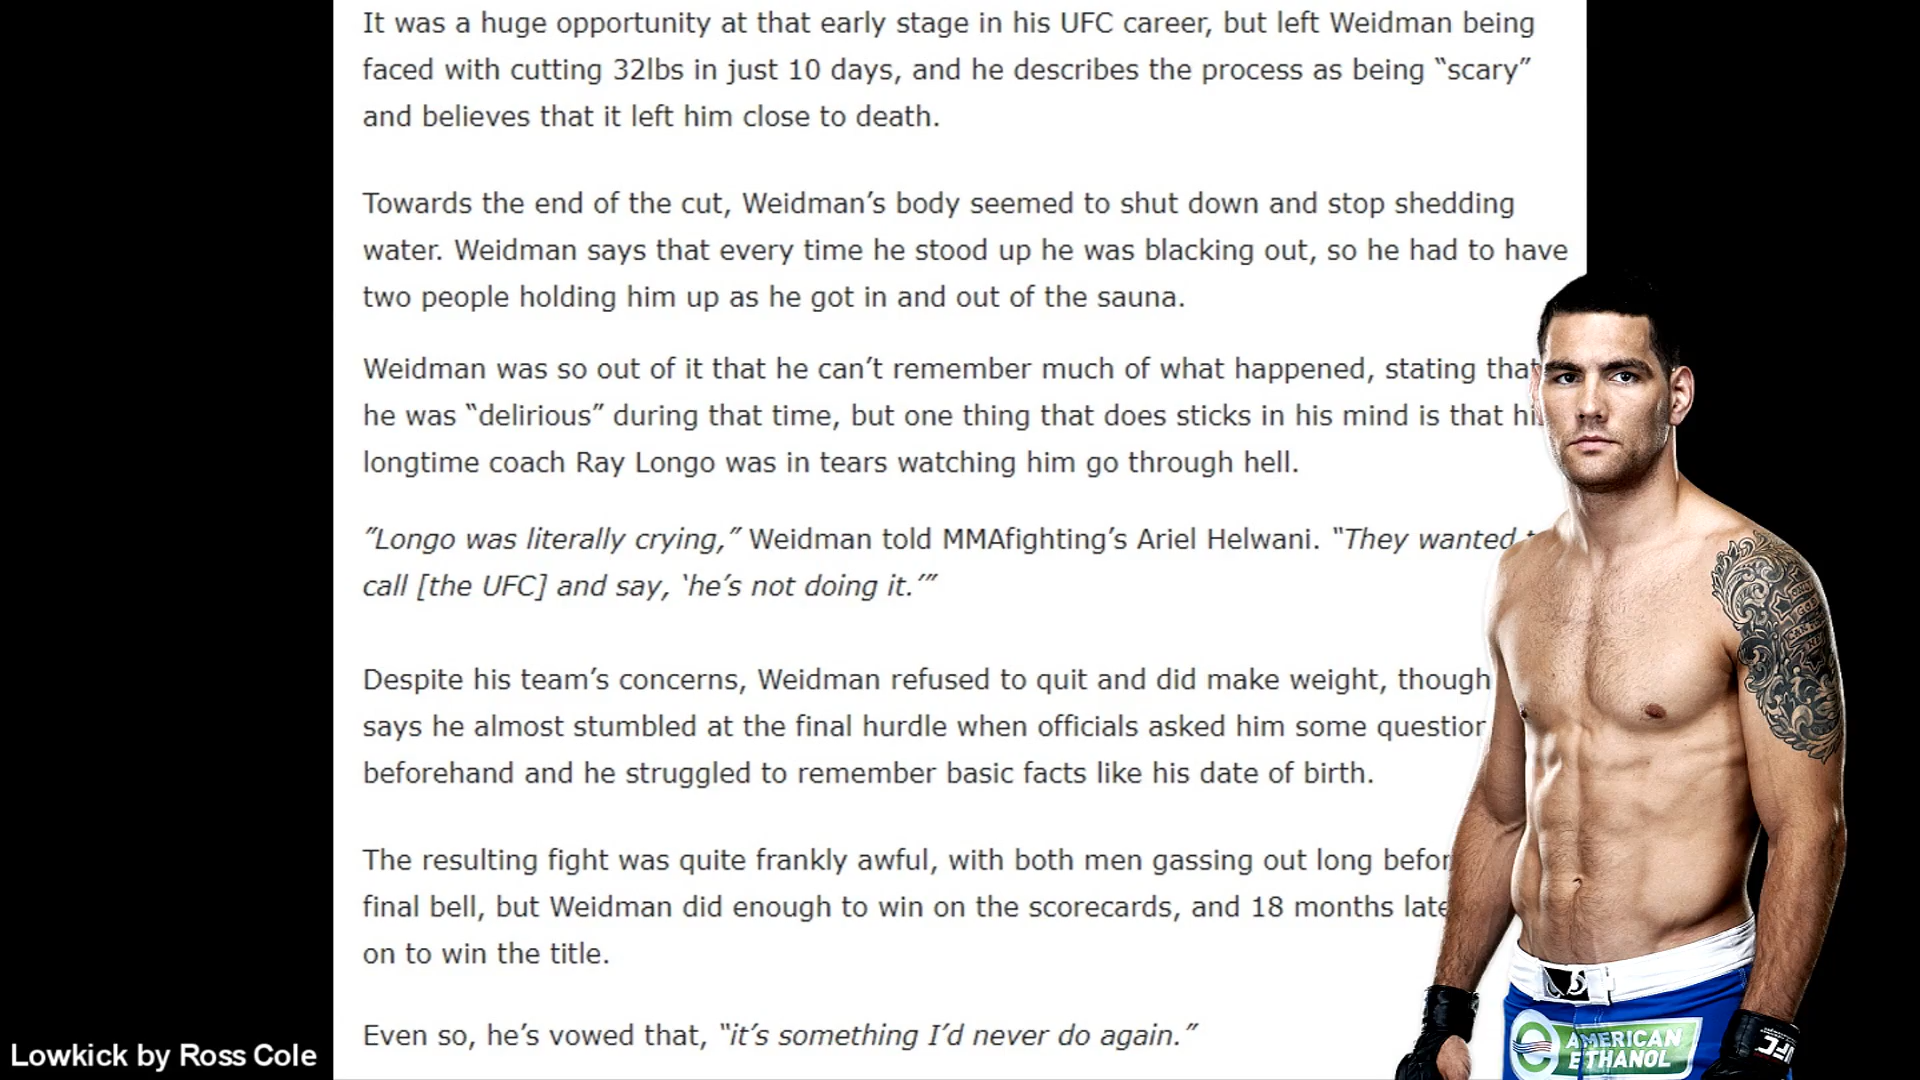 It was a huge opportunity at that early stage in his UFC career, but left Weidman being
faced with cutting 32lbs in just 10 days, and he describes the process as being “scary”
and believes that it left him close to death.
Towards the end of the cut, Weidman’s body seemed to shut down and stop shedding
water. Weidman says that every time he stood up he was blacking out, so he had to have
two people holding him up as he got in and out of the sauna.
Weidman was so out of it that he can’t remember much of what happened, stating that
he was “delirious” during that time, but one thing that does sticks in his mind is that his
longtime coach Ray Longo was in tears watching him go through hell.
”Longo was literally crying,” Weidman told MMAfighting’s Ariel Helwani. “They wanted
call [the UFC] and say, ‘he’s not doing it.’”
Despite his team’s concerns, Weidman refused to quit and did make weight, though
says he almost stumbled at the final hurdle when officials asked him some question
beforehand and he struggled to remember basic facts like his date of birth.
The resulting fight was quite frankly awful, with both men gassing out long befor
final bell, but Weidman did enough to win on the scorecards, and 18 months late
on to win the title.
Even so, he’s vowed that, “it’s something I’d never do again.”
AMERICAN
ETHANOL
UFC
Lowkick by Ross Cole